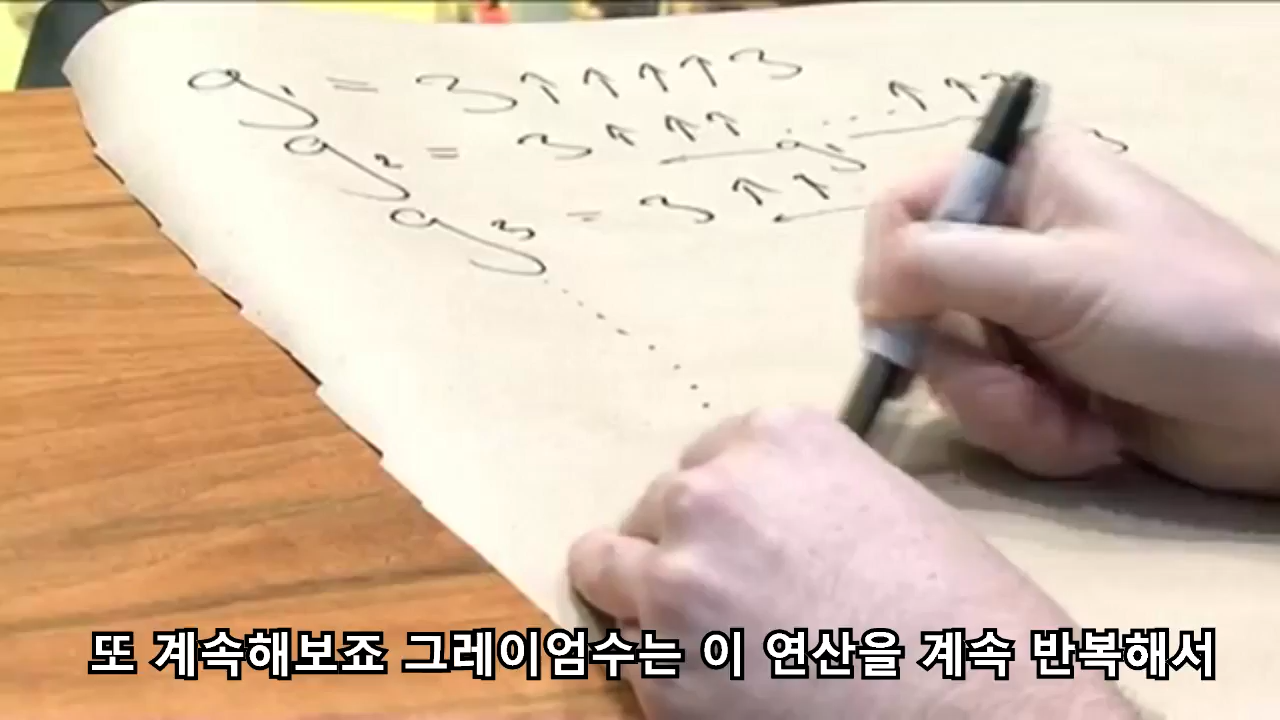 g₁ = 3↑↑↑↑3
g₂ = 3↑↑↑.....↑↑
g₁ 3
g₃ = 3↑↑
또 계속해보죠 그레이엄수는 이 연산을 계속 반복해서